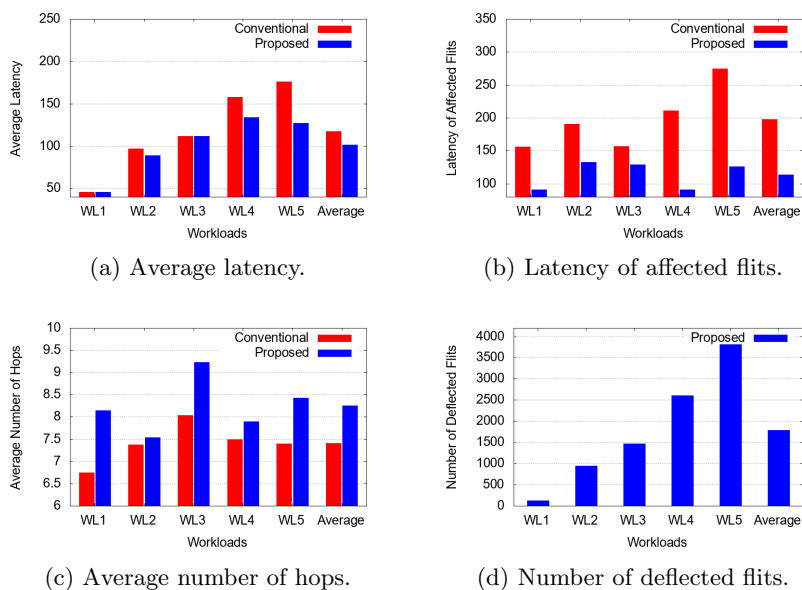 250
200
150
100
50
Average Latency
Conventional
Proposed
WL1 WL2 WL3 WL4 WL5 Average
Workloads
(a) Average latency.
350
300
250
200
150
100
Latency of Affected Flits
Conventional
Proposed
WL1 WL2 WL3 WL4 WL5 Average
Workloads
(b) Latency of affected flits.
10
9.5
9
8.5
8
7.5
7
6.5
6
Average Number of Hops
Conventional
Proposed
WL1 WL2 WL3 WL4 WL5 Average
Workloads
(c) Average number of hops.
4000
3500
3000
2500
2000
1500
1000
500
0
Number of Deflected Flits
Proposed
WL1 WL2 WL3 WL4 WL5 Average
Workloads
(d) Number of deflected flits.